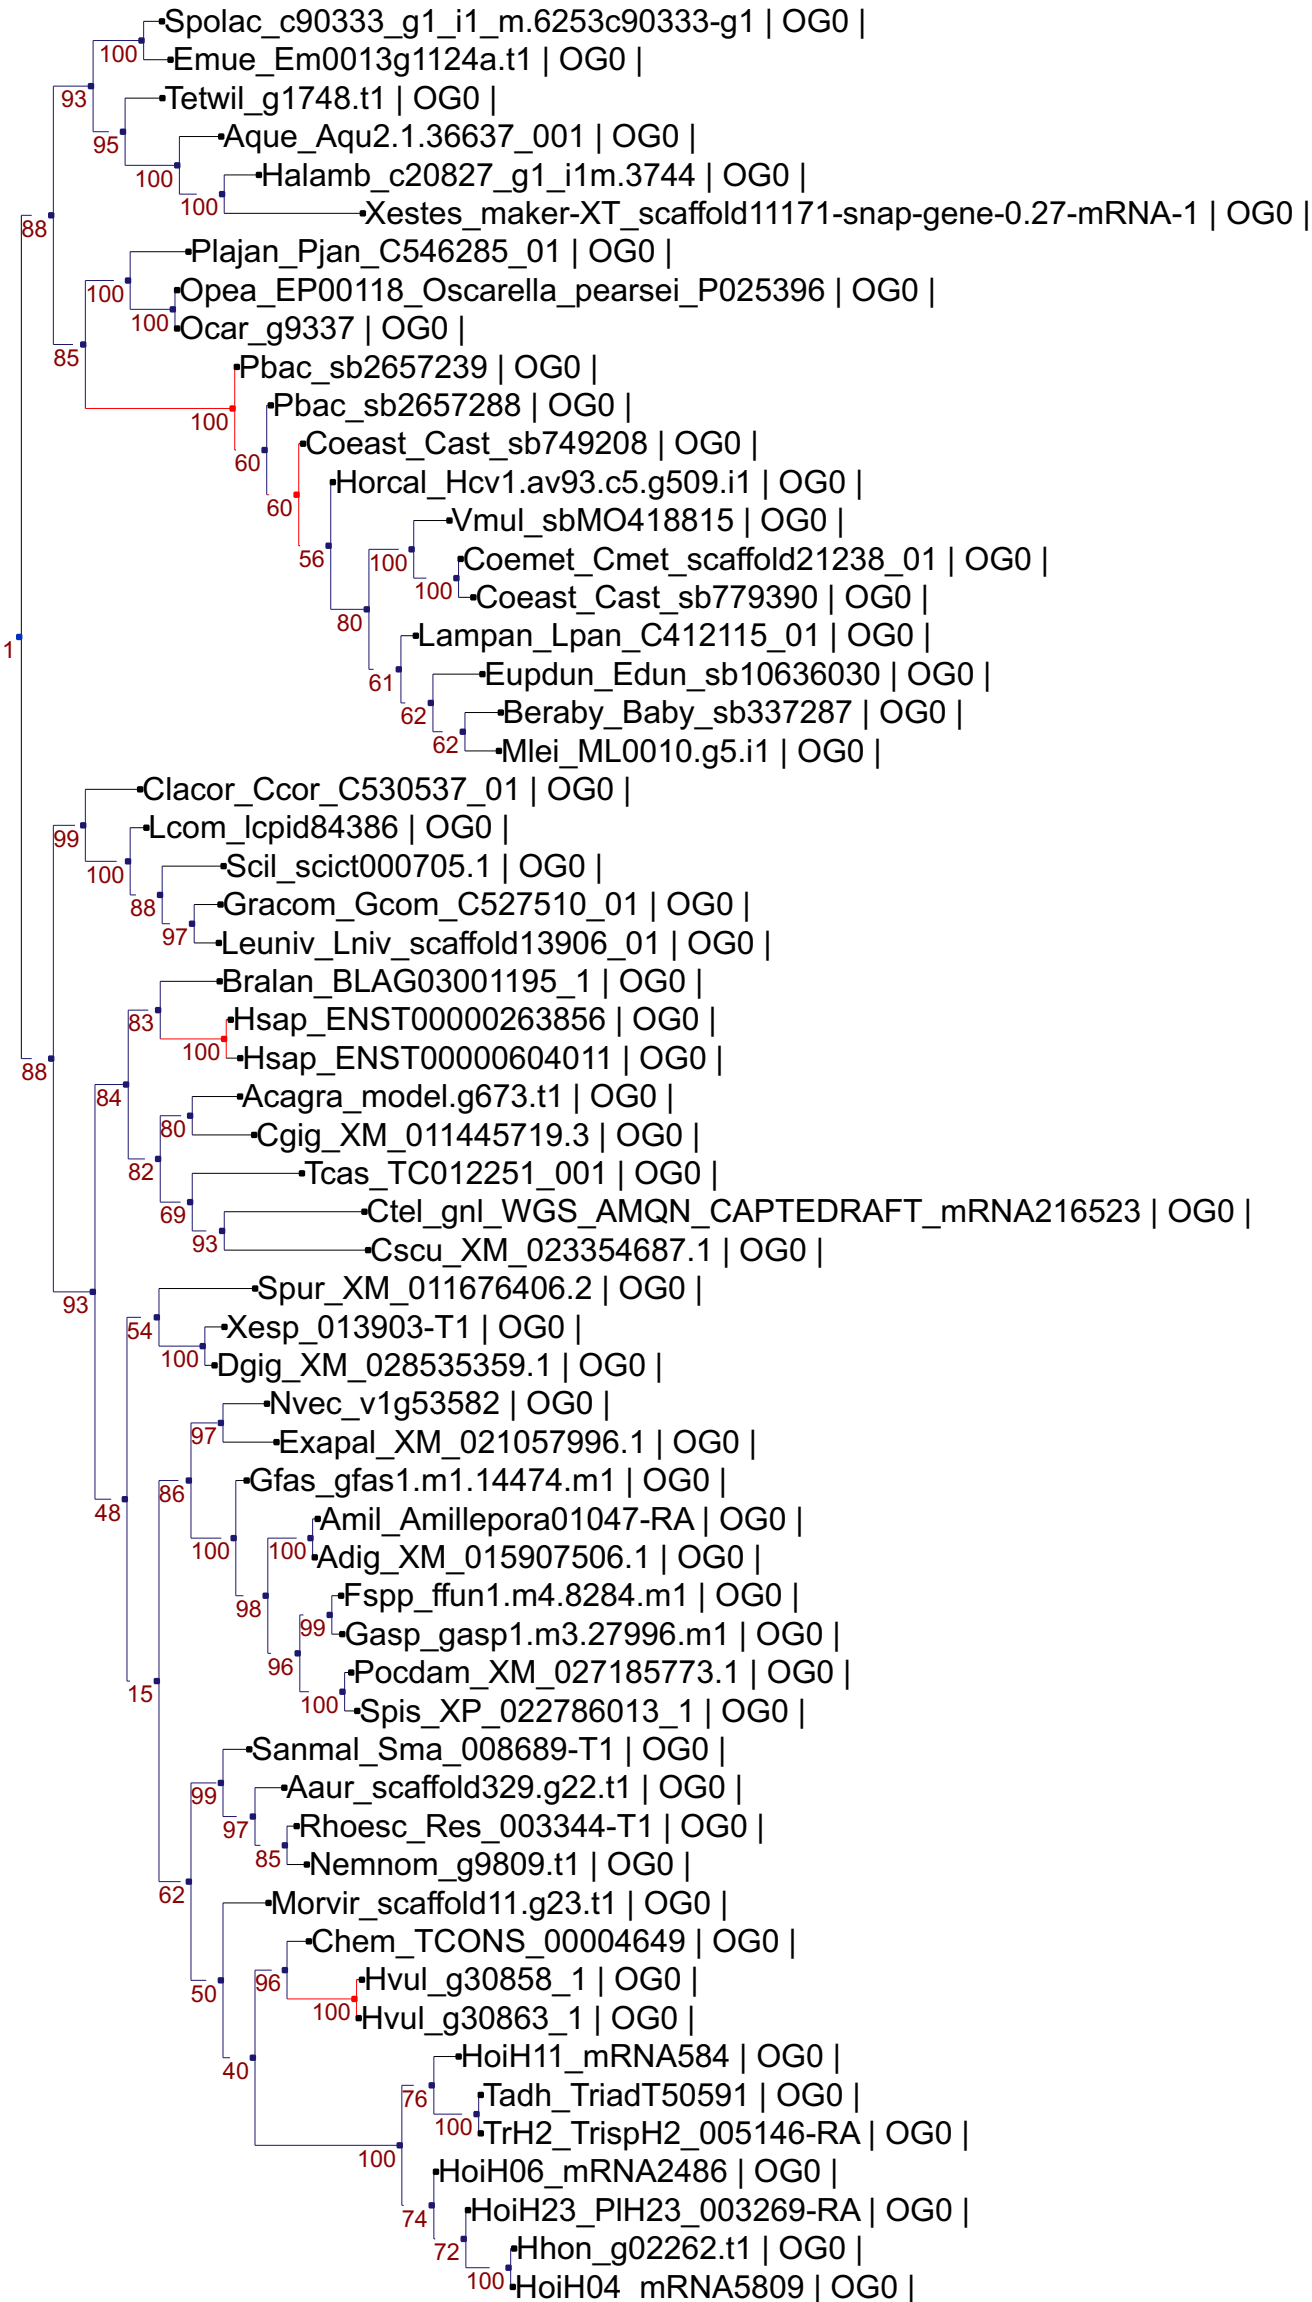 Spolac_c90333_g1_i1_m.6253c90333-g1 | OG0 |
100
Emue_Em0013g1124a.t1 | OG0 |
93
Tetwil_g1748.t1 | OG0 |
95
Aque_Aqu2.1.36637_001 | OG0 |
100
Halamb_c20827_g1_i1m.3744 | OG0 |
100
Xestes_maker-XT_scaffold11171-snap-gene-0.27-mRNA-1 | OG0 |
88
Plajan_Pjan_C546285_01 | OG0 |
100
Opea_EP00118_Oscarella_pearsei_P025396 | OG0 |
100
Ocar_g9337 | OG0 |
85
Pbac_sb2657239 | OG0 |
100
Pbac_sb2657288 | OG0 |
60
Coeast_Cast_sb749208 | OG0 |
60
Horcal_Hcv1.av93.c5.g509.i1 | OG0 |
56
Vmul_sbMO418815 | OG0 |
100
Coemet_Cmet_scaffold21238_01 | OG0 |
100
Coeast_Cast_sb779390 | OG0 |
80
Lampan_Lpan_C412115_01 | OG0 |
1
61
Eupdun_Edun_sb10636030 | OG0 |
62
Beraby_Baby_sb337287 | OG0 |
62
Mlei_ML0010.g5.i1 | OG0 |
Clacor_Ccor_C530537_01 | OG0 |
99
Lcom_lcpid84386 | OG0 |
100
Scil_scict000705.1 | OG0 |
88
Gracom_Gcom_C527510_01 | OG0 |
97
Leuniv_Lniv_scaffold13906_01 | OG0 |
Bralan_BLAG03001195_1 | OG0 |
83
Hsap_ENST00000263856 | OG0 |
100
Hsap_ENST00000604011 | OG0 |
88
84
Acagra_model.g673.t1 | OG0 |
80
Cgig_XM_011445719.3 | OG0 |
82
Tcas_TC012251_001 | OG0 |
69
Ctel_gnl_WGS_AMQN_CAPTEDRAFT_mRNA216523 | OG0 |
93
Cscu_XM_023354687.1 | OG0 |
93
Spur_XM_011676406.2 | OG0 |
54
Xesp_013903-T1 | OG0 |
100
Dgig_XM_028535359.1 | OG0 |
Nvec_v1g53582 | OG0 |
97
Exapal_XM_021057996.1 | OG0 |
86
Gfas_gfas1.m1.14474.m1 | OG0 |
48
Amil_Amillepora01047-RA | OG0 |
100
100
Adig_XM_015907506.1 | OG0 |
98
Fspp_ffun1.m4.8284.m1 | OG0 |
99
Gasp_gasp1.m3.27996.m1 | OG0 |
96
Pocdam_XM_027185773.1 | OG0 |
15
100
Spis_XP_022786013_1 | OG0 |
Sanmal_Sma_008689-T1 | OG0 |
99
Aaur_scaffold329.g22.t1 | OG0 |
97
Rhoesc_Res_003344-T1 | OG0 |
85
Nemnom_g9809.t1 | OG0 |
62
Morvir_scaffold11.g23.t1 | OG0 |
Chem_TCONS_00004649 | OG0 |
96
Hvul_g30858_1 | OG0 |
50
100
Hvul_g30863_1 | OG0 |
HoiH11_mRNA584 | OG0 |
40
76
Tadh_TriadT50591 | OG0 |
100
TrH2_TrispH2_005146-RA | OG0 |
100
HoiH06_mRNA2486 | OG0 |
74
HoiH23_PlH23_003269-RA | OG0 |
72
Hhon_g02262.t1 | OG0 |
100
HoiH04_mRNA5809 | OG0 |